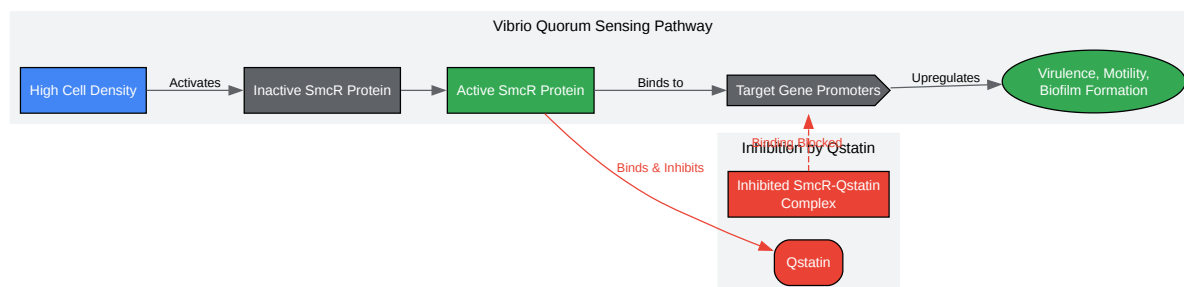 Vibrio Quorum Sensing Pathway
High Cell Density
Activates
Inactive SmcR Protein
Active SmcR Protein
Binds to
Target Gene Promoters
Upregulates
Virulence, Motility,
Biofilm Formation
Binding Blocked
Inhibition by Qstatin
Binds & Inhibits
Inhibited SmcR-Qstatin
Complex
Qstatin